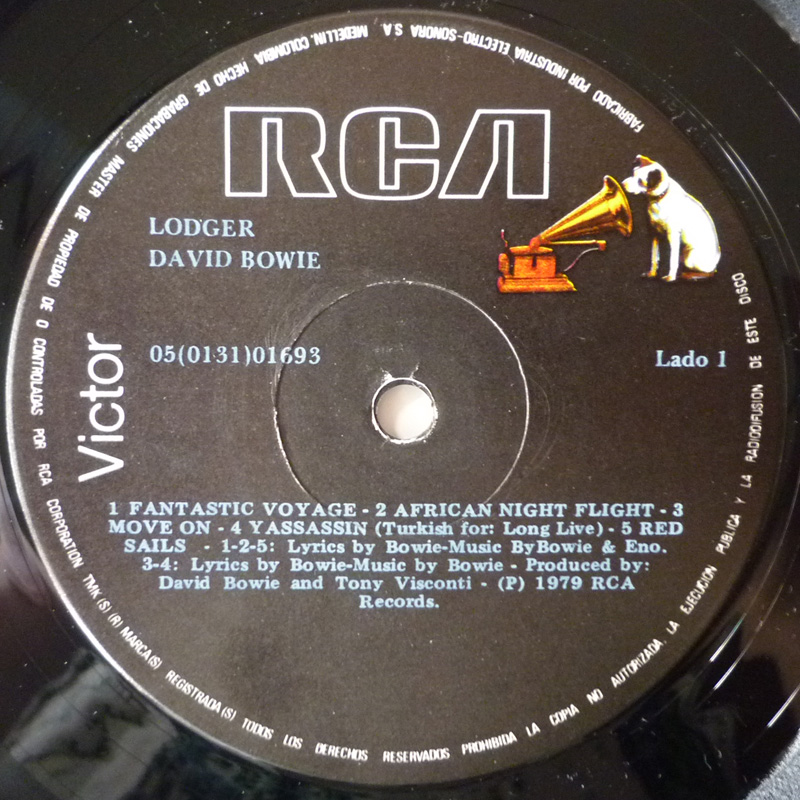 FABRICADO POR INDUSTRIA ELECTRO-SONORA S.A. MEDELLIN, COLOMBIA HECHO DE GRABACIONES MASTER DE PROPIEDAD DE O CONTROLADAS POR RCA CORPORATION TMK(S) (R) MARCA(S) REGISTRADA(S) TODOS LOS DERECHOS RESERVADOS PROHIBIDA LA COPIA NO AUTORIZADA, LA EJECUCION PUBLICA Y LA RADIODIFUSION DE ESTE DISCO
RCA
LODGER
DAVID BOWIE
Victor
05(0131)01693
Lado 1
1 FANTASTIC VOYAGE - 2 AFRICAN NIGHT FLIGHT - 3
MOVE ON - 4 YASSASSIN (Turkish for: Long Live) - 5 RED
SAILS - 1-2-5: Lyrics by Bowie-Music ByBowie & Eno.
3-4: Lyrics by Bowie-Music by Bowie - Produced by:
David Bowie and Tony Visconti - (P) 1979 RCA
Records.